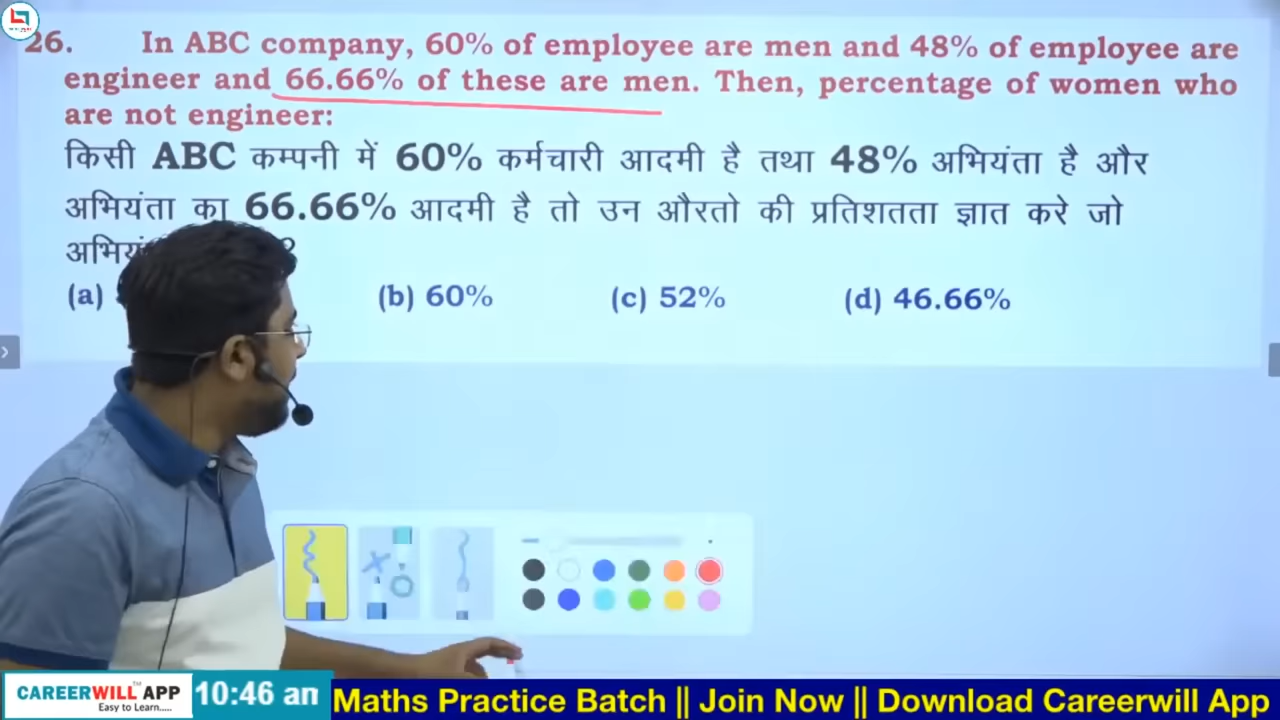 26. In ABC company, 60% of employee are men and 48% of employee are
engineer and 66.66% of these are men. Then, percentage of women who
are not engineer:
किसी ABC कम्पनी में 60% कर्मचारी आदमी है तथा 48% अभियंता है और
अभियंता का 66.66% आदमी है तो उन औरतो की प्रतिशतता ज्ञात करे जो
(a) (b) 60% (c) 52% (d) 46.66%
CAREERWILL APP
Easy to Learn.....
10:46 an
Maths Practice Batch || Join Now || Download Careerwill App